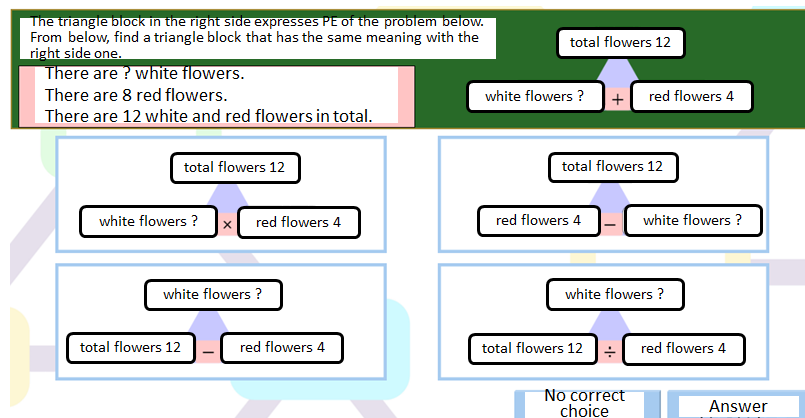 The triangle block in the right side expresses PE of the problem below.
From below, find a triangle block that has the same meaning with the
right side one.
There are ? white flowers.
There are 8 red flowers.
There are 12 white and red flowers in total.
total flowers 12
white flowers ? + red flowers 4
total flowers 12
white flowers ? × red flowers 4
total flowers 12
red flowers 4 − white flowers ?
white flowers ?
total flowers 12 − red flowers 4
white flowers ?
total flowers 12 ÷ red flowers 4
No correct
choice
Answer